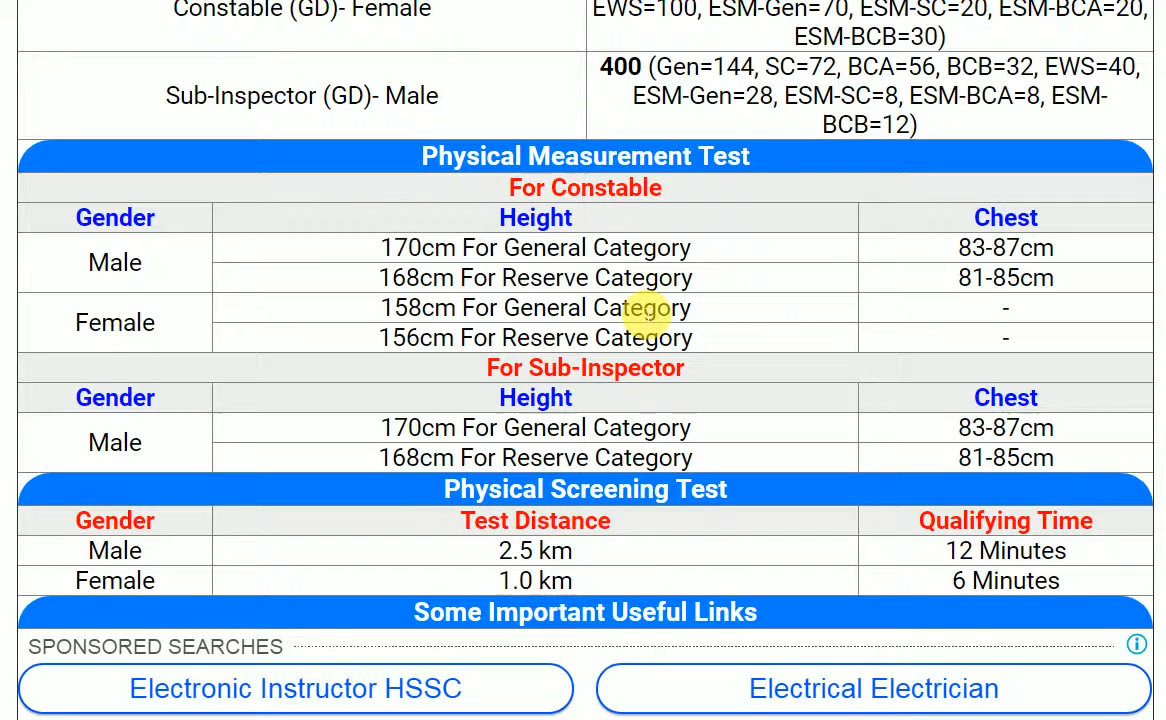 Constable (GD)- Female
EWS=100, ESM-Gen=70, ESM-SC=20, ESM-BCA=20,
ESM-BCB=30)
Sub-Inspector (GD)- Male
400 (Gen=144, SC=72, BCA=56, BCB=32, EWS=40,
ESM-Gen=28, ESM-SC=8, ESM-BCA=8, ESM-
BCB=12)
Physical Measurement Test
For Constable
Gender Height Chest
Male
170cm For General Category 83-87cm
168cm For Reserve Category 81-85cm
Female
158cm For General Category -
156cm For Reserve Category -
For Sub-Inspector
Gender Height Chest
Male
170cm For General Category 83-87cm
168cm For Reserve Category 81-85cm
Physical Screening Test
Gender Test Distance Qualifying Time
Male 2.5 km 12 Minutes
Female 1.0 km 6 Minutes
Some Important Useful Links
SPONSORED SEARCHES
Electronic Instructor HSSC
Electrical Electrician